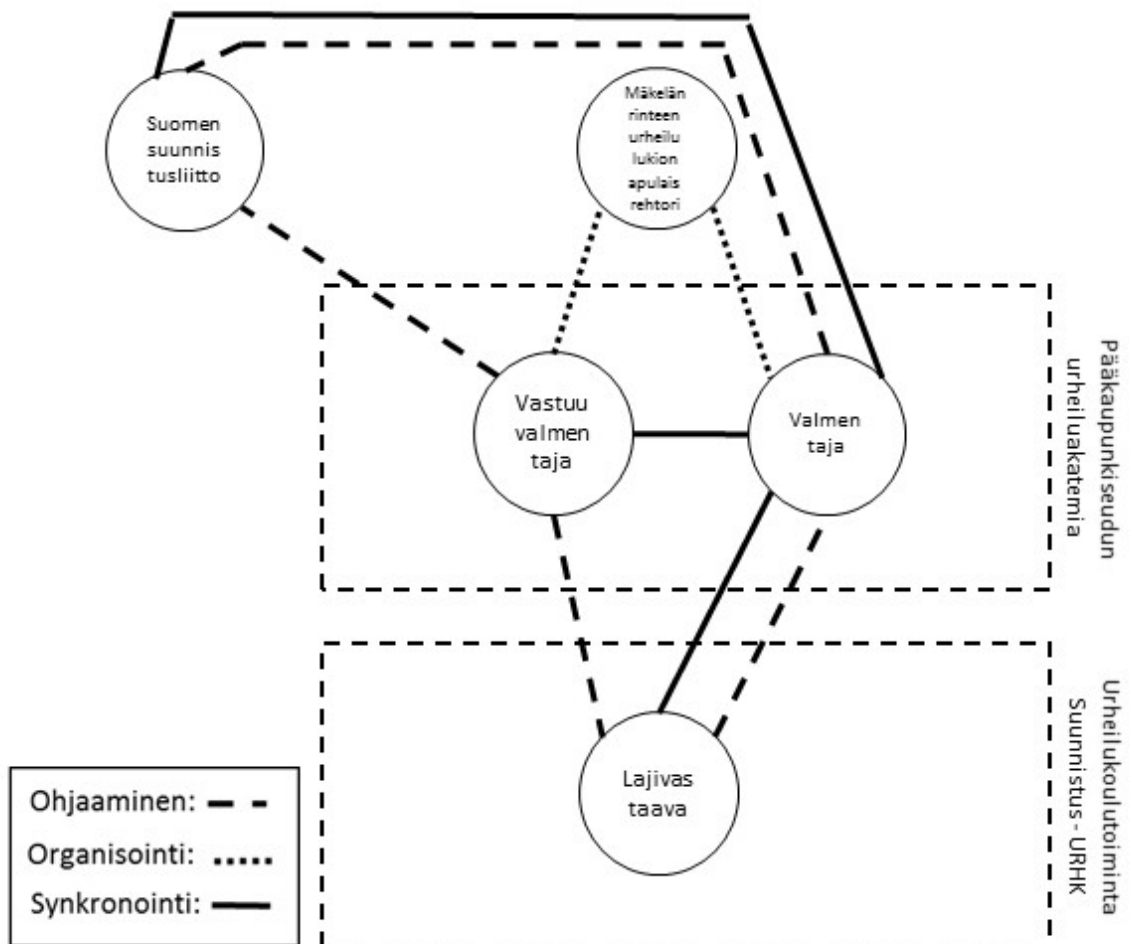 Suomen
suunnis
tusliitto
Mäkelän
rinteen
urheilu
lukion
apulais
rehtori
Vastuu
valmen
taja
Valmen
taja
Pääkaupunkiseudun
urheiluakatemia
Lajivas
taava
Urheilukoulutoiminta
Suunnistus - URHK
Ohjaaminen:
Organisointi:
Synkronointi: